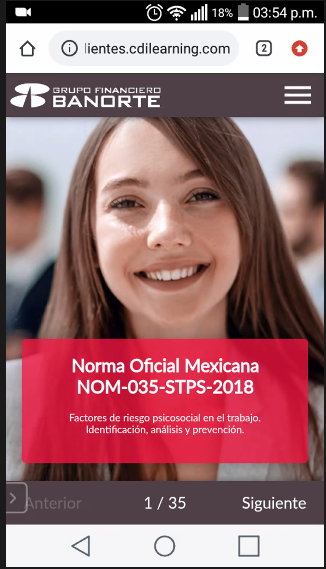 18% 03:54 p.m.
lientes.cdilearning.com 2
GRUPO FINANCIERO
BANORTE
Norma Oficial Mexicana
NOM-035-STPS-2018
Factores de riesgo psicosocial en el trabajo.
Identificación, análisis y prevención.
Anterior 1 / 35 Siguiente